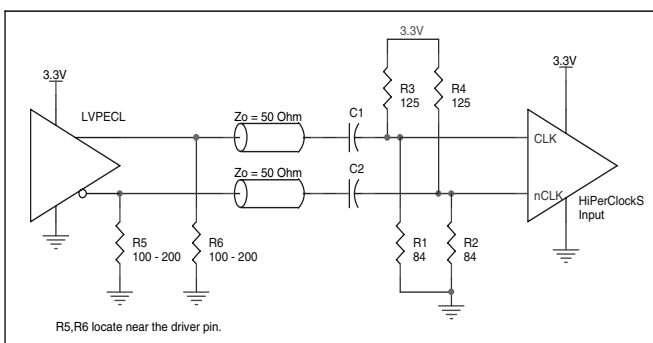 3.3V
3.3V
3.3V
R3
125
R4
125
LVPECL
Zo = 50 Ohm
C1
CLK
Zo = 50 Ohm
C2
nCLK
HiPerClockS
Input
R5
100 - 200
R6
100 - 200
R1
84
R2
84
R5,R6 locate near the driver pin.